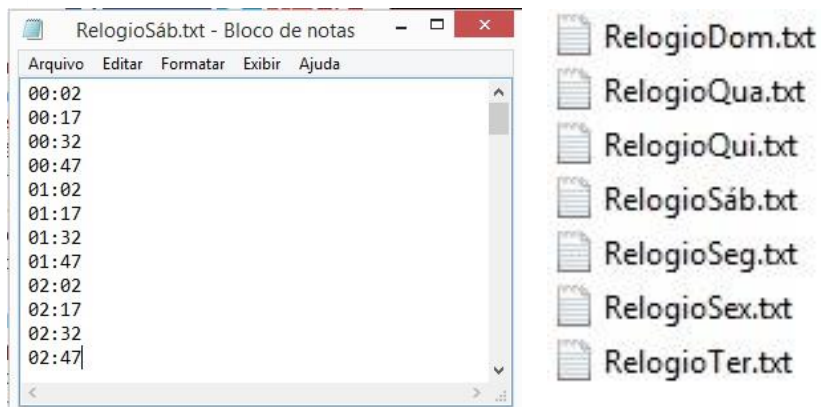 RelogioSáb.txt - Bloco de notas
Arquivo Editar Formatar Exibir Ajuda
00:02
00:17
00:32
00:47
01:02
01:17
01:32
01:47
02:02
02:17
02:32
02:47
RelogioDom.txt
RelogioQua.txt
RelogioQui.txt
RelogioSáb.txt
RelogioSeg.txt
RelogioSex.txt
RelogioTer.txt